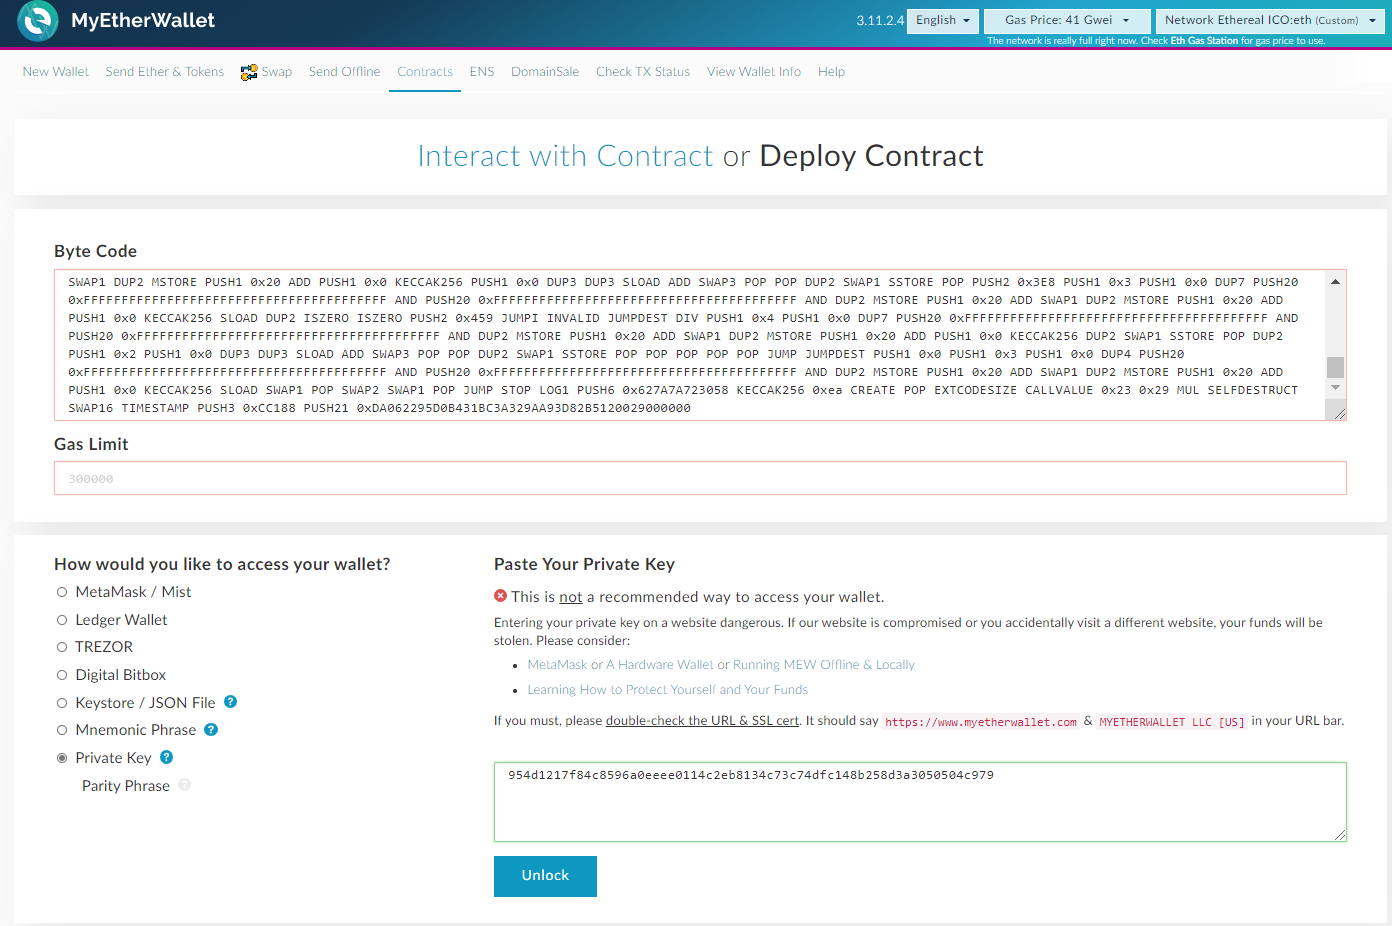 MyEtherWallet
3.11.2.4 English Gas Price: 41 Gwei Network Ethereal ICO:eth (Custom)
The network is really full right now. Check Eth Gas Station for gas price to use.
New Wallet Send Ether & Tokens Swap Send Offline Contracts ENS DomainSale Check TX Status View Wallet Info Help
Interact with Contract or Deploy Contract
Byte Code
SWAP1 DUP2 MSTORE PUSH1 0x20 ADD PUSH1 0x0 KECCAK256 PUSH1 0x0 DUP3 DUP3 SLOAD ADD SWAP3 POP POP DUP2 SWAP1 SSTORE POP PUSH2 0x3E8 PUSH1 0x3 PUSH1 0x0 DUP7 PUSH20
0xFFFFFFFFFFFFFFFFFFFFFFFFFFFFFFFFFFFFFFFF AND PUSH20 0xFFFFFFFFFFFFFFFFFFFFFFFFFFFFFFFFFFFFFFFF AND DUP2 MSTORE PUSH1 0x20 ADD SWAP1 DUP2 MSTORE PUSH1 0x20 ADD
PUSH1 0x0 KECCAK256 SLOAD DUP2 ISZERO ISZERO PUSH2 0x459 JUMPI INVALID JUMPDEST DIV PUSH1 0x4 PUSH1 0x0 DUP7 PUSH20 0xFFFFFFFFFFFFFFFFFFFFFFFFFFFFFFFFFFFFFFFF AND
PUSH20 0xFFFFFFFFFFFFFFFFFFFFFFFFFFFFFFFFFFFFFFFF AND DUP2 MSTORE PUSH1 0x20 ADD SWAP1 DUP2 MSTORE PUSH1 0x20 ADD PUSH1 0x0 KECCAK256 DUP2 SWAP1 SSTORE POP DUP2
PUSH1 0x2 PUSH1 0x0 DUP3 DUP3 SLOAD ADD SWAP3 POP POP DUP2 SWAP1 SSTORE POP POP POP POP POP JUMP JUMPDEST PUSH1 0x0 PUSH1 0x3 PUSH1 0x0 DUP4 PUSH20
0xFFFFFFFFFFFFFFFFFFFFFFFFFFFFFFFFFFFFFFFF AND PUSH20 0xFFFFFFFFFFFFFFFFFFFFFFFFFFFFFFFFFFFFFFFF AND DUP2 MSTORE PUSH1 0x20 ADD SWAP1 DUP2 MSTORE PUSH1 0x20 ADD
PUSH1 0x0 KECCAK256 SLOAD SWAP1 POP SWAP2 SWAP1 POP JUMP STOP LOG1 PUSH6 0x627A7A723058 KECCAK256 0xea CREATE POP EXTCODESIZE CALLVALUE 0x23 0x29 MUL SELFDESTRUCT
SWAP16 TIMESTAMP PUSH3 0xCC188 PUSH21 0xDA062295D0B431BC3A329AA93D82B5120029000000
Gas Limit
300000
How would you like to access your wallet?
MetaMask / Mist
Ledger Wallet
TREZOR
Digital Bitbox
Keystore / JSON File ?
Mnemonic Phrase ?
Private Key ?
Parity Phrase ?
Paste Your Private Key
This is not a recommended way to access your wallet.
Entering your private key on a website dangerous. If our website is compromised or you accidentally visit a different website, your funds will be
stolen. Please consider:
MetaMask or A Hardware Wallet or Running MEW Offline & Locally
Learning How to Protect Yourself and Your Funds
If you must, please double-check the URL & SSL cert. It should say https://www.myetherwallet.com & MYETHERWALLET LLC [US] in your URL bar.
954d1217f84c8596a0eeee0114c2eb8134c73c74dfc148b258d3a3050504c979
Unlock